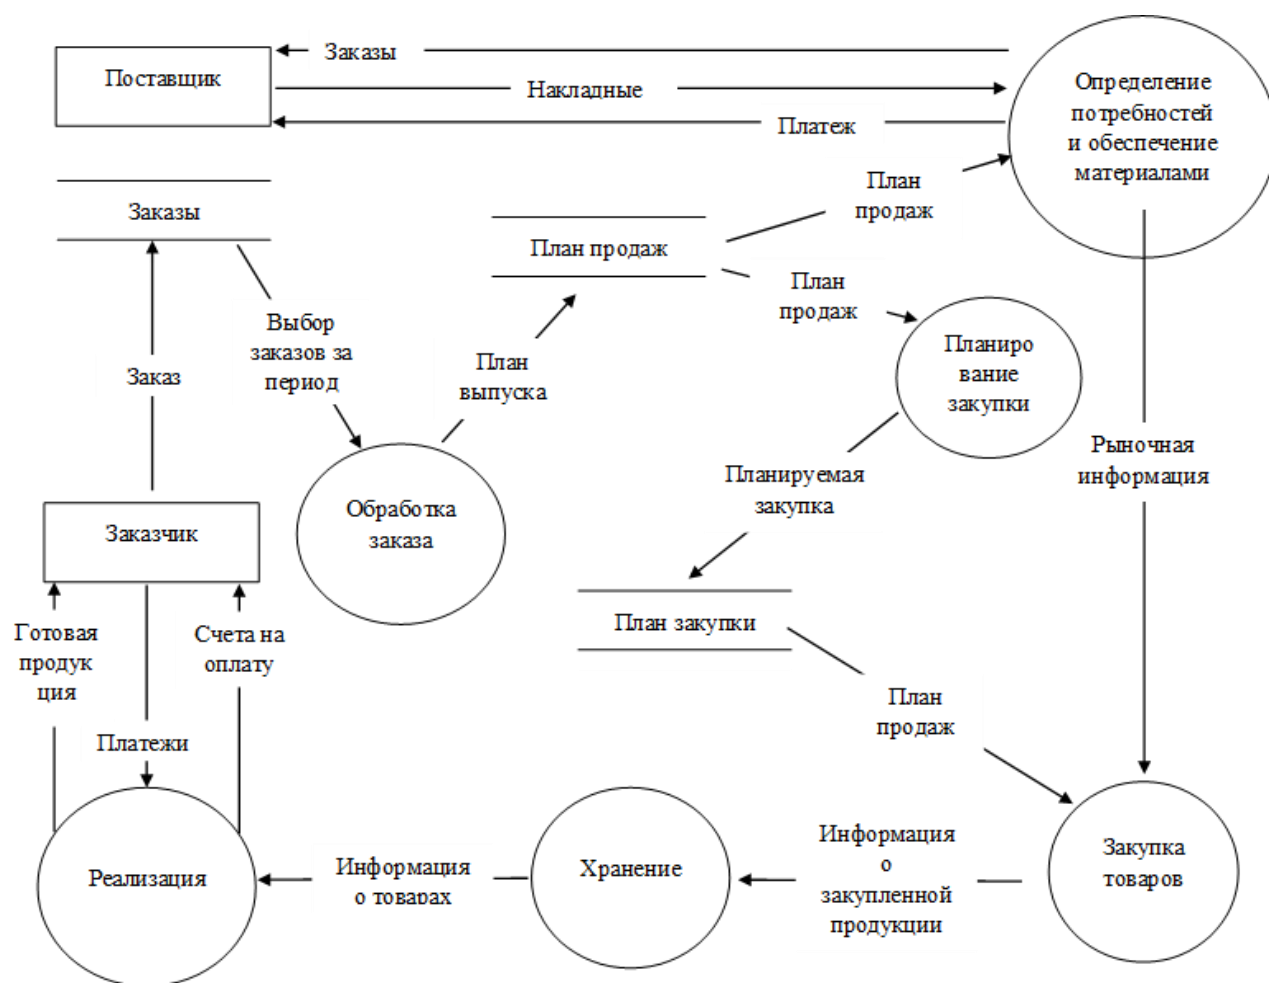 Заказы
Поставщик
Накладные
Платеж
Определение
потребностей
и обеспечение
материалами
Заказы
План
продаж
План продаж
План
продаж
Выбор
заказов за
период
План
выпуска
Планиро
вание
закупки
Заказ
Рыночная
информация
Планируемая
закупка
Обработка
заказа
Заказчик
План закупки
Готовая
продук
ция
Счета на
оплату
План
продаж
Платежи
Реализация
Информация
о товарах
Хранение
Информация
о
закупленной
продукции
Закупка
товаров